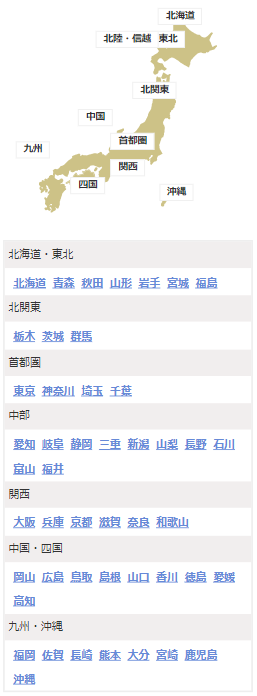 北海道
北陸・信越 東北
北関東
中国
首都圏
九州
関西
四国
沖縄
北海道・東北
北海道 青森 秋田 山形 岩手 宮城 福島
北関東
栃木 茨城 群馬
首都圏
東京 神奈川 埼玉 千葉
中部
愛知 岐阜 静岡 三重 新潟 山梨 長野 石川
富山 福井
関西
大阪 兵庫 京都 滋賀 奈良 和歌山
中国・四国
岡山 広島 鳥取 島根 山口 香川 徳島 愛媛
高知
九州・沖縄
福岡 佐賀 長崎 熊本 大分 宮崎 鹿児島
沖縄